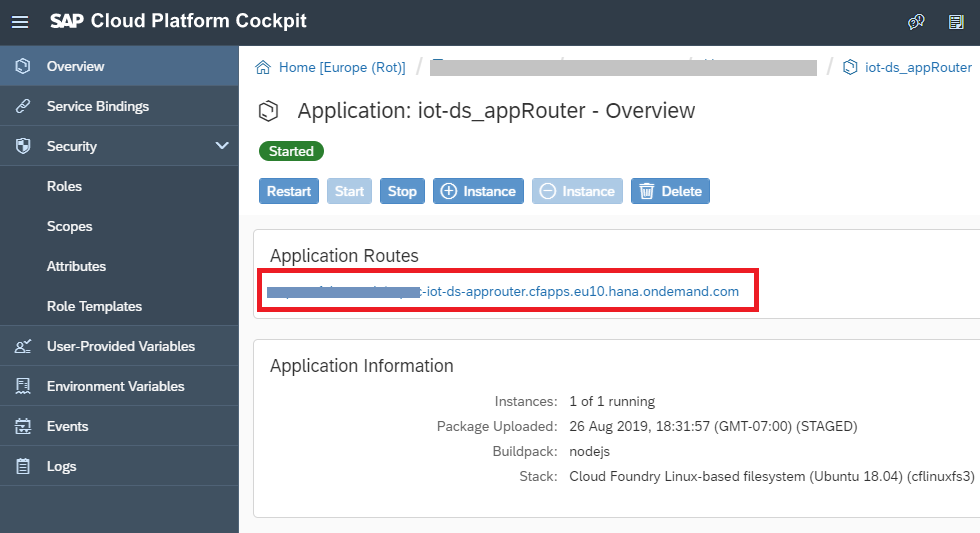 SAP Cloud Platform Cockpit
Overview
Service Bindings
Security
Roles
Scopes
Attributes
Role Templates
User-Provided Variables
Environment Variables
Events
Logs
Home [Europe (Rot)] / / iot-ds_appRouter
Application: iot-ds_appRouter - Overview
Started
Restart Start Stop Instance Instance Delete
Application Routes
-iot-ds-approuter.cfapps.eu10.hana.ondemand.com
Application Information
Instances: 1 of 1 running
Package Uploaded: 26 Aug 2019, 18:31:57 (GMT-07:00) (STAGED)
Buildpack: nodejs
Stack: Cloud Foundry Linux-based filesystem (Ubuntu 18.04) (cflinuxfs3)